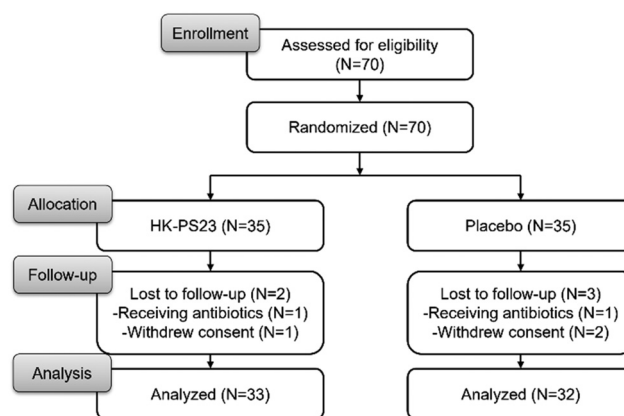 Enrollment
Assessed for eligibility
(N=70)
Randomized (N=70)
Allocation
HK-PS23 (N=35)
Placebo (N=35)
Follow-up
Lost to follow-up (N=2)
-Receiving antibiotics (N=1)
-Withdrew consent (N=1)
Lost to follow-up (N=3)
-Receiving antibiotics (N=1)
-Withdrew consent (N=2)
Analysis
Analyzed (N=33)
Analyzed (N=32)